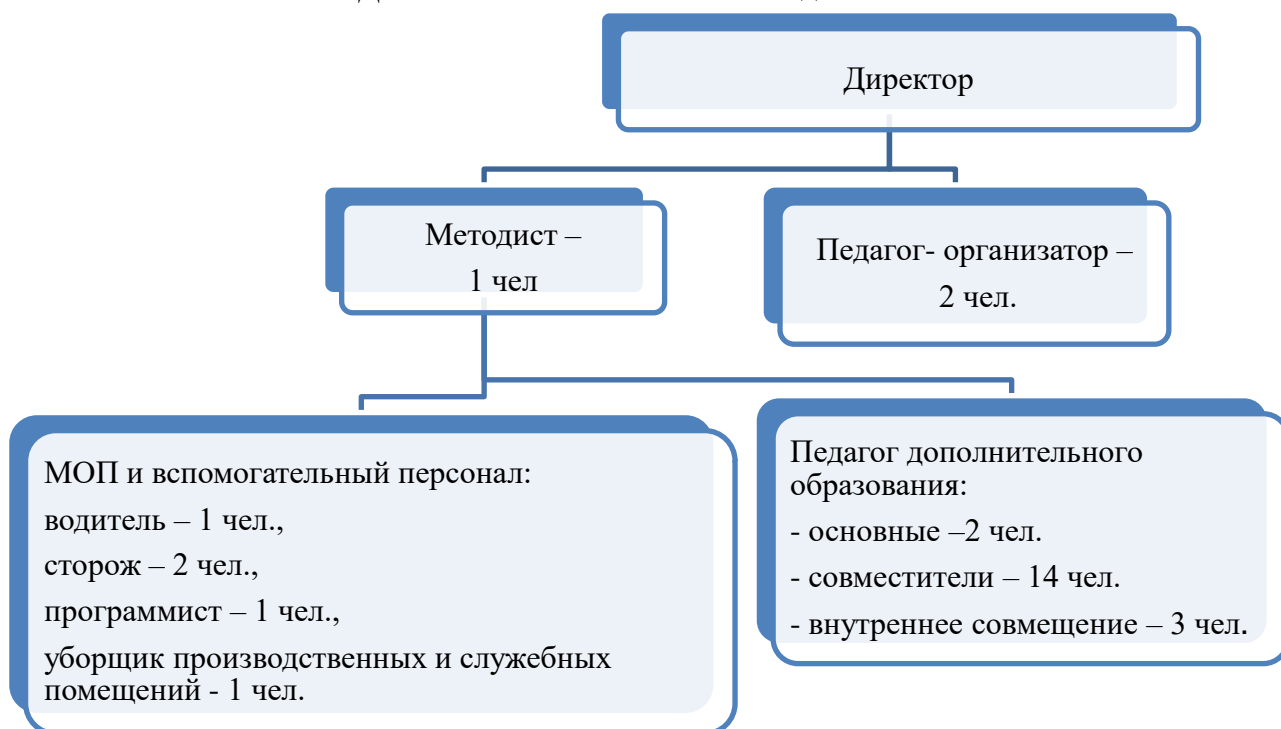 Директор
Методист –
1 чел
Педагог- организатор –
2 чел.
МОП и вспомогательный персонал:
водитель – 1 чел.,
сторож – 2 чел.,
программист – 1 чел.,
уборщик производственных и служебных
помещений - 1 чел.
Педагог дополнительного
образования:
- основные –2 чел.
- совместители – 14 чел.
- внутреннее совмещение – 3 чел.